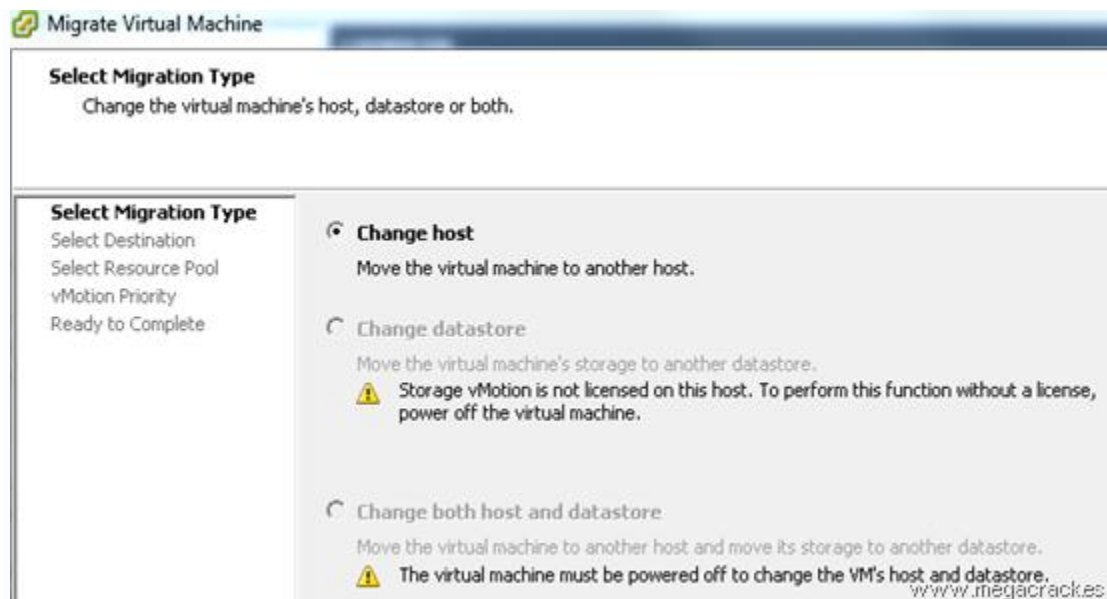 Migrate Virtual Machine
Select Migration Type
Change the virtual machine's host, datastore or both.
Select Migration Type
Select Destination
Select Resource Pool
vMotion Priority
Ready to Complete
Change host
Move the virtual machine to another host.
Change datastore
Move the virtual machine's storage to another datastore.
Storage vMotion is not licensed on this host. To perform this function without a license,
power off the virtual machine.
Change both host and datastore
Move the virtual machine to another host and move its storage to another datastore.
The virtual machine must be powered off to change the VM's host and datastore.
www.megacrack.es